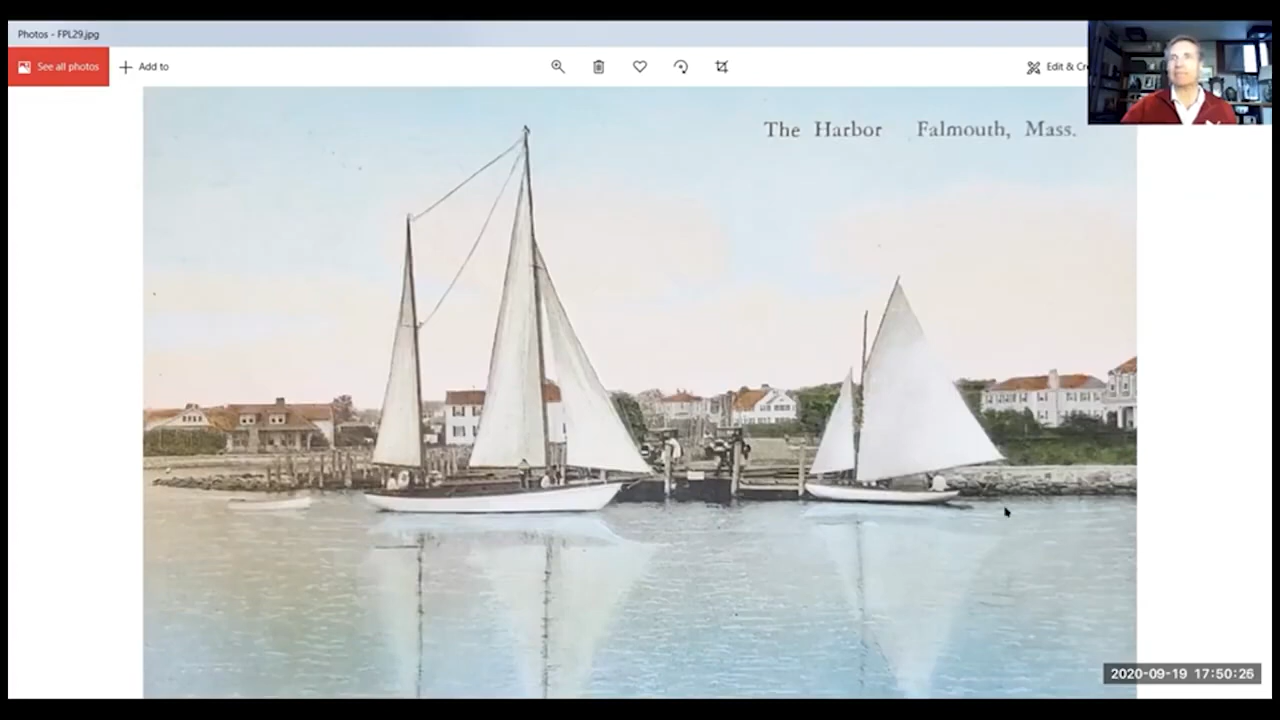 Photos - FPL29.jpg
See all photos
Add to
Edit & Cr
The Harbor Falmouth, Mass.
2020-09-19 17:50:26